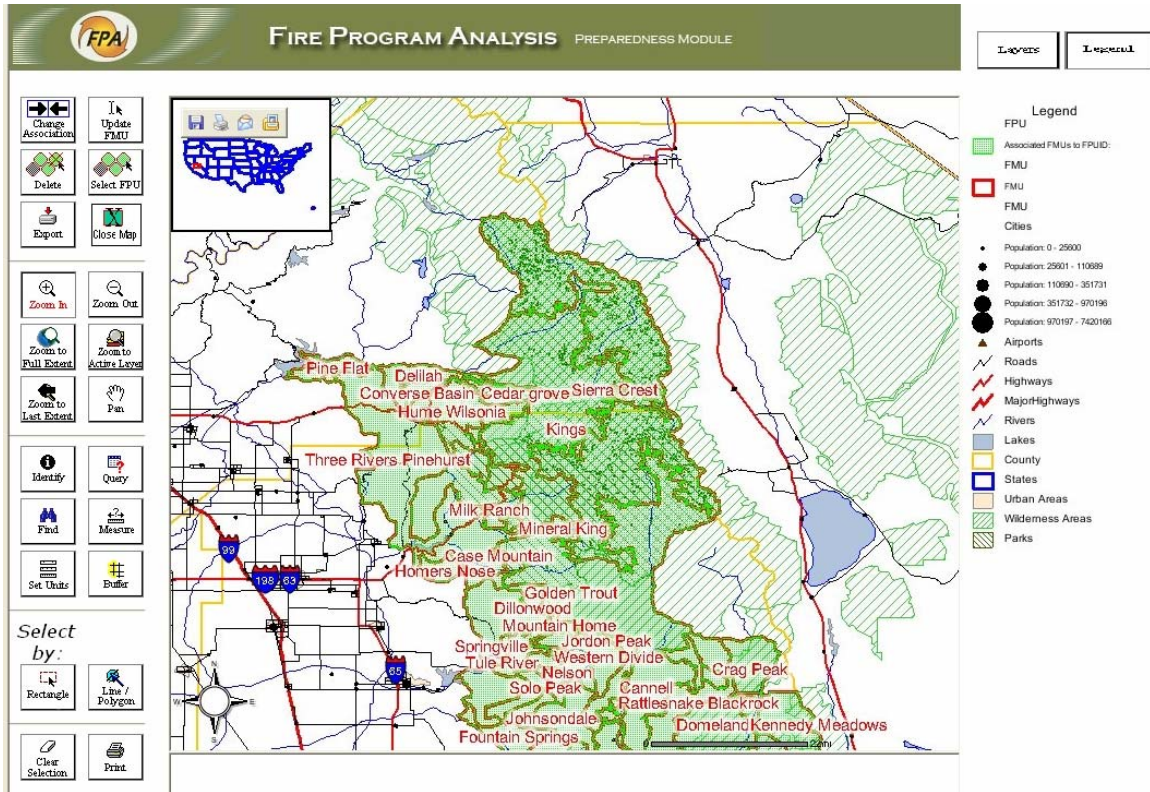 FPA
FIRE PROGRAM ANALYSIS PREPAREDNESS MODULE
Layers
Legend
Change
Association
Update
FMU
Delete
Select FPU
Export
Close Map
Zoom In
Zoom Out
Zoom to
Full Extent
Zoom to
Active Layer
Zoom to
Last Extent
Pan
Identify
Query
Find
Measure
Set Units
Buffer
Select
by:
Rectangle
Line /
Polygon
Clear
Selection
Print
Pine Flat
Delilah
Converse Basin
Cedar grove
Sierra Crest
Hume
Wilsonia
Kings
Three Rivers
Pinehurst
Milk Ranch
Mineral King
Case Mountain
Homers Nose
Golden Trout
Dillonwood
Mountain Home
Springville
Jordon Peak
Tule River
Western Divide
Nelson
Crag Peak
Solo Peak
Cannell
Rattlesnake
Blackrock
Johnsondale
Domeland
Kennedy Meadows
Fountain Springs
99
198
63
65
N
W
E
S
Legend
FPU
Associated FMUs to FPUID:
FMU
FMU
FMU
Cities
Population: 0 - 25600
Population: 25601 - 110689
Population: 110690 - 351731
Population: 351732 - 970196
Population: 970197 - 7420166
Airports
Roads
Highways
MajorHighways
Rivers
Lakes
County
States
Urban Areas
Wilderness Areas
Parks